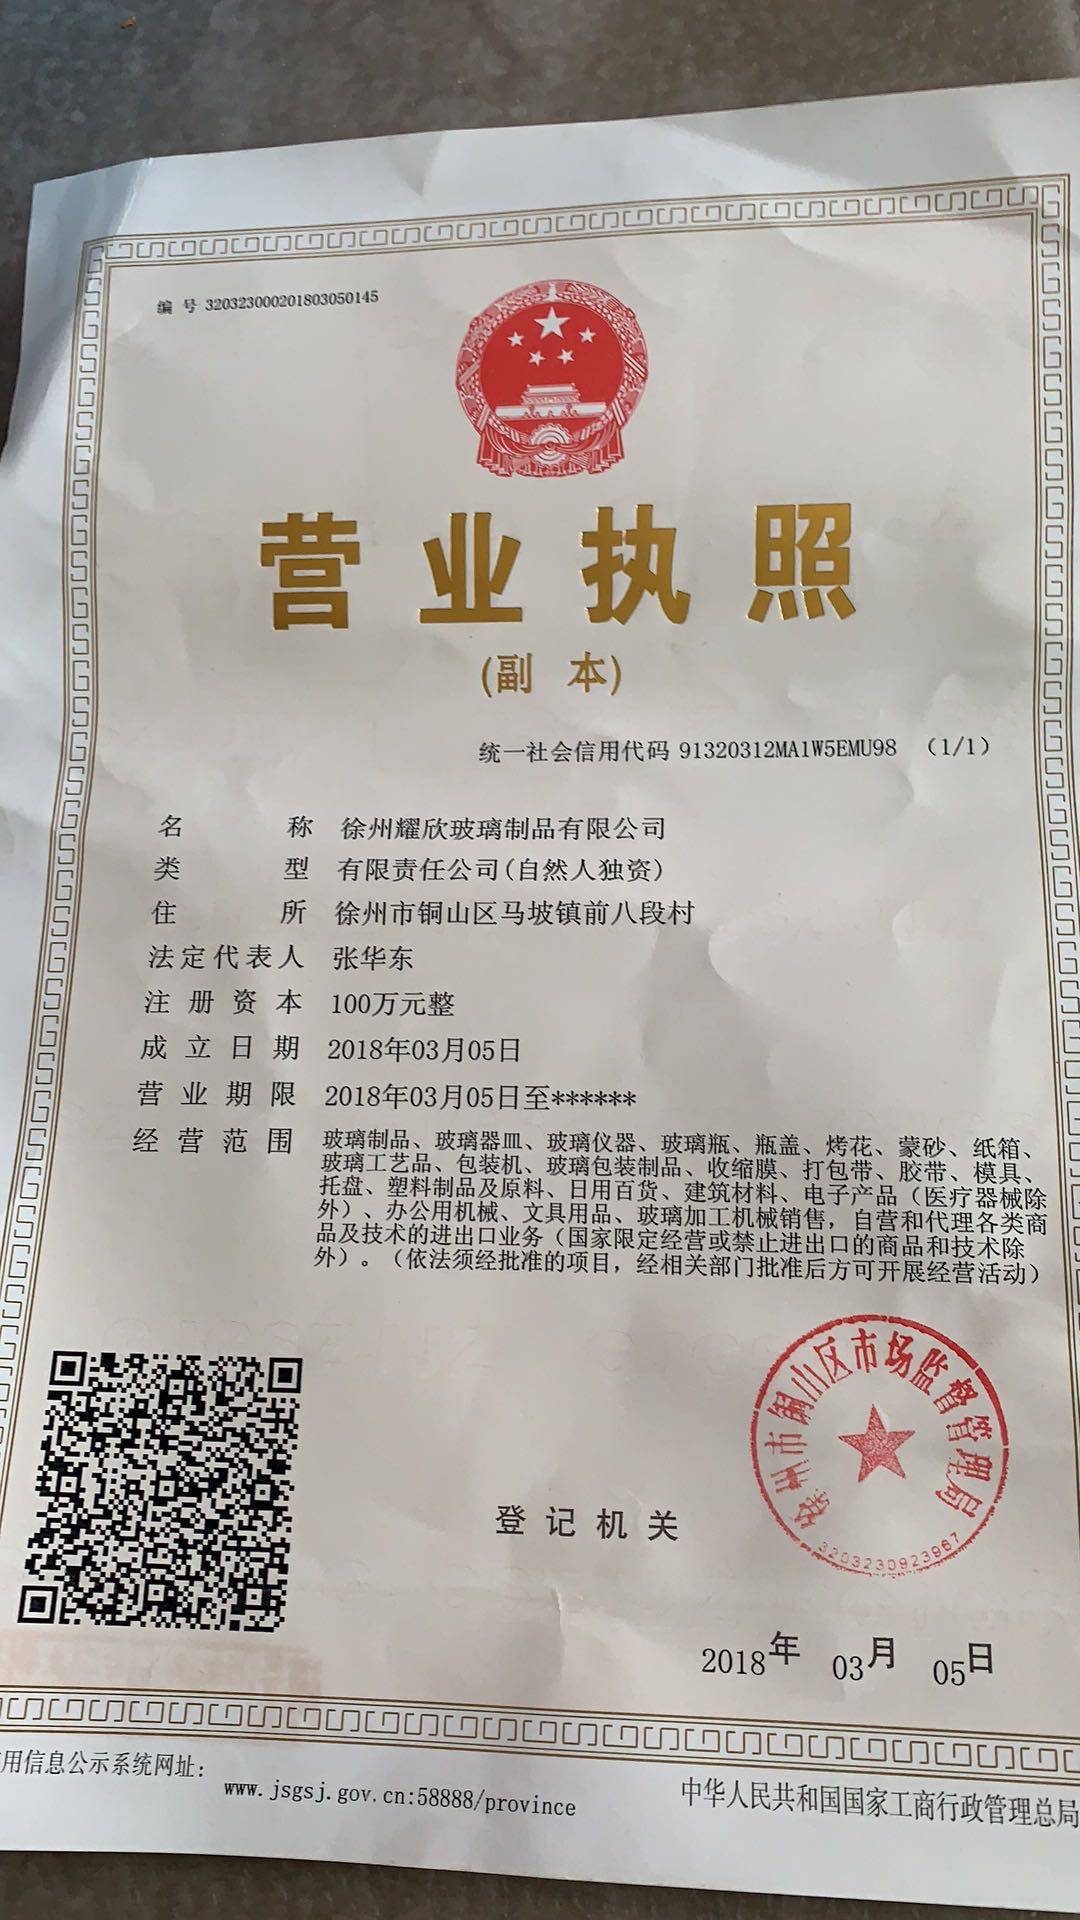 编 号 320323000201803050145
营业执照
(副 本)
统一社会信用代码 91320312MA1W5EMU98 （1/1）
名 称 徐州耀欣玻璃制品有限公司
类 型 有限责任公司(自然人独资)
住 所 徐州市铜山区马坡镇前八段村
法定代表人 张华东
注 册 资 本 100万元整
成 立 日 期 2018年03月05日
营 业 期 限 2018年03月05日至******
经 营 范 围 玻璃制品、玻璃器皿、玻璃仪器、玻璃瓶、瓶盖、烤花、蒙砂、纸箱、
玻璃工艺品、包装机、玻璃包装制品、收缩膜、打包带、胶带、模具、
托盘、塑料制品及原料、日用百货、建筑材料、电子产品（医疗器械除
外）、办公用机械、文具用品、玻璃加工机械销售，自营和代理各类商
品及技术的进出口业务（国家限定经营或禁止进出口的商品和技术除
外）。（依法须经批准的项目，经相关部门批准后方可开展经营活动）
徐州市铜山区市场监督管理局
3203230923967
登 记 机 关
2018年 03月 05日
用信息公示系统网址：
www.jsgsj.gov.cn:58888/province
中华人民共和国国家工商行政管理总局